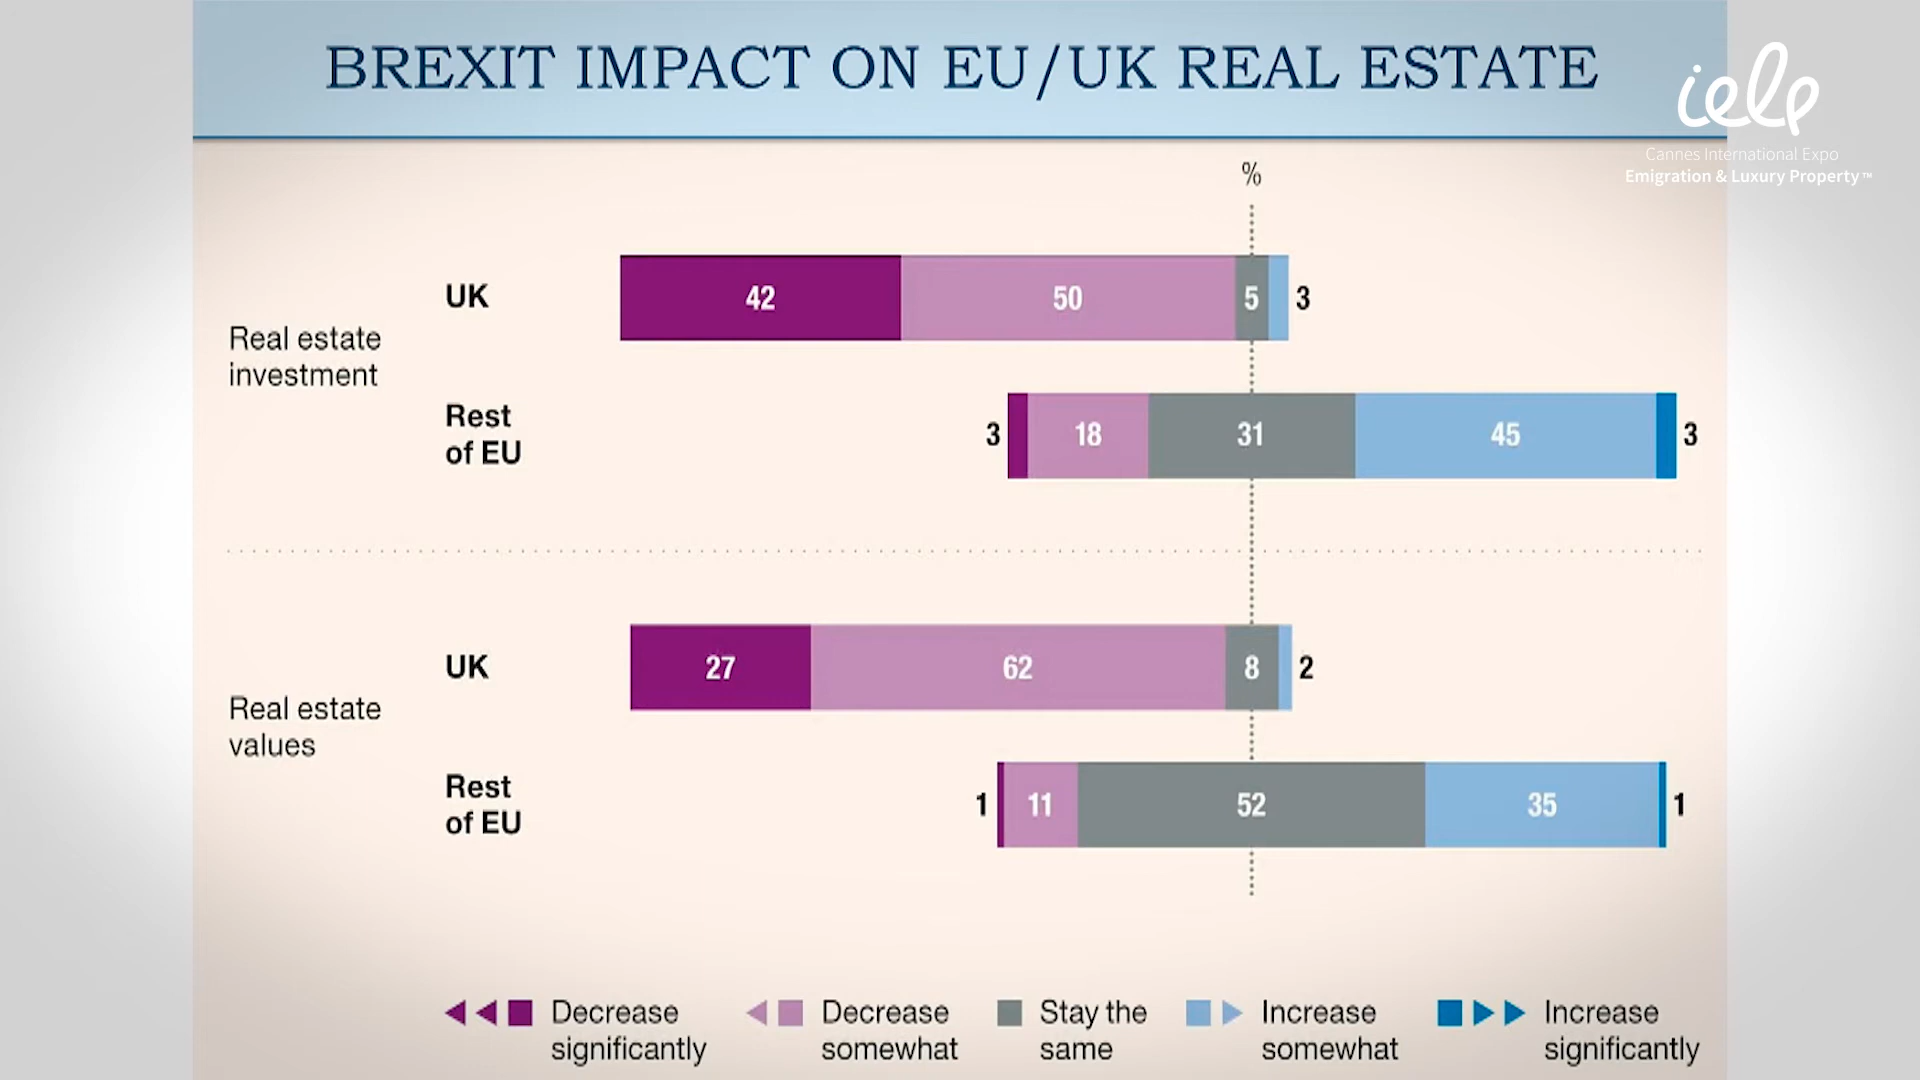 BREXIT IMPACT ON EU/UK REAL ESTATE
ielp
Cannes International Expo
Emigration & Luxury Property™
%
Real estate
investment
UK
42 50 5 3
Rest
of EU
3 18 31 45 3
Real estate
values
UK
27 62 8 2
Rest
of EU
1 11 52 35 1
Decrease
significantly
Decrease
somewhat
Stay the
same
Increase
somewhat
Increase
significantly